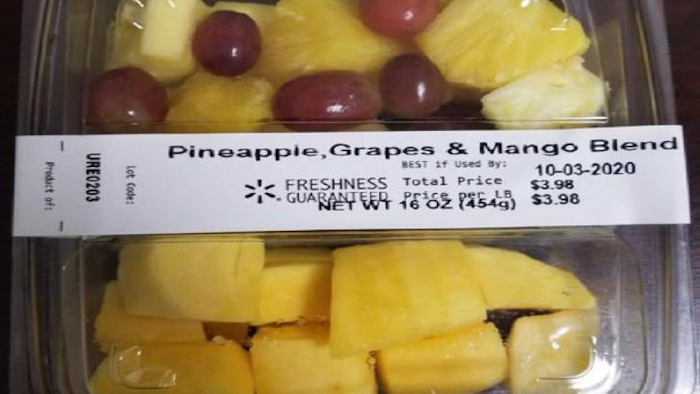 Pineapple,Grapes & Mango Blend
BEST if Used By: 10-03-2020
FRESHNESS GUARANTEED
Total Price $3.98
Price per LB $3.98
NET WT 16 OZ (454g)
Lot Code:
URE0203
Product of: